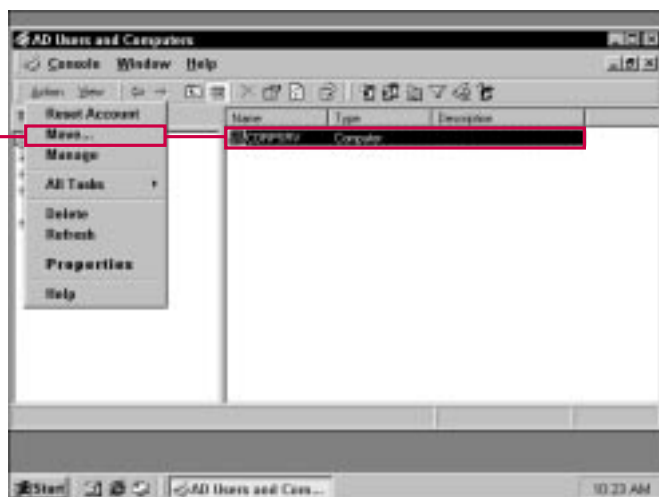 AD Users and Computers
Console Window Help
Action View
Name Type Description
Reset Account
Move...
Manage
All Tasks
Delete
Refresh
Properties
Help
Computer
Start AD Users and Com... 10:23 AM